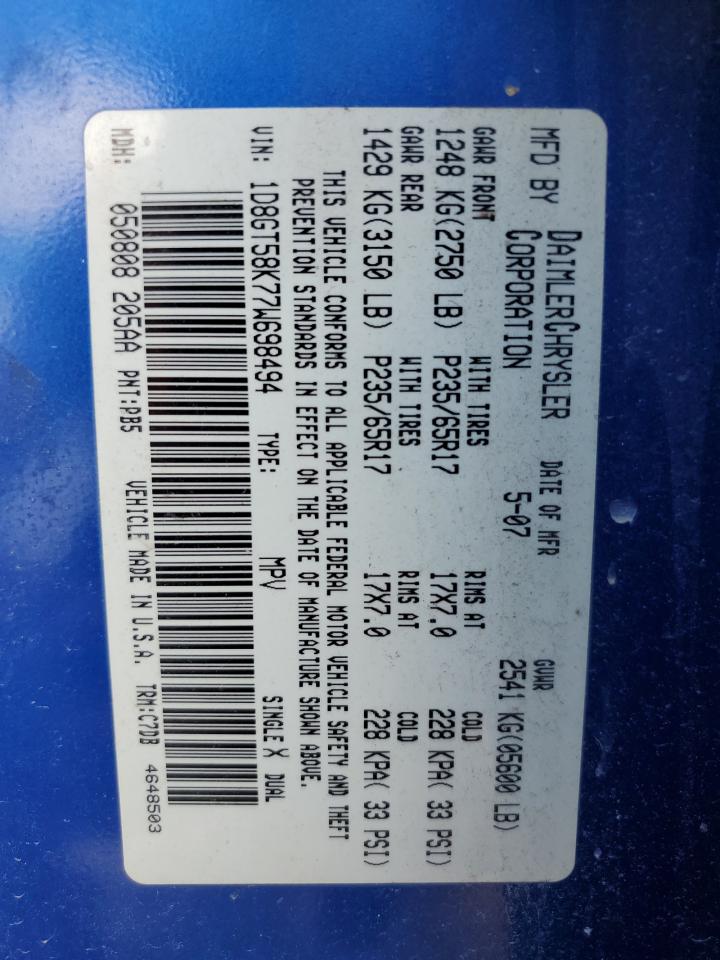 MFD BY DAIMLERCHRYSLER CORPORATION DATE OF MFR 5-07 GVWR 2541 KG(05600 LB)
GAWR FRONT WITH TIRES RIMS AT COLD
1248 KG(2750 LB) P235/65R17 17X7.0 228 KPA( 33 PSI)
GAWR REAR WITH TIRES RIMS AT COLD
1429 KG(3150 LB) P235/65R17 17X7.0 228 KPA( 33 PSI)
THIS VEHICLE CONFORMS TO ALL APPLICABLE FEDERAL MOTOR VEHICLE SAFETY AND THEFT
PREVENTION STANDARDS IN EFFECT ON THE DATE OF MANUFACTURE SHOWN ABOVE.
VIN: 1D8GT58K77W698494 TYPE: MPV SINGLE X DUAL
MDH: 050808 205AA PNT:PB5 VEHICLE MADE IN U.S.A. TRM:C7DB 4648503